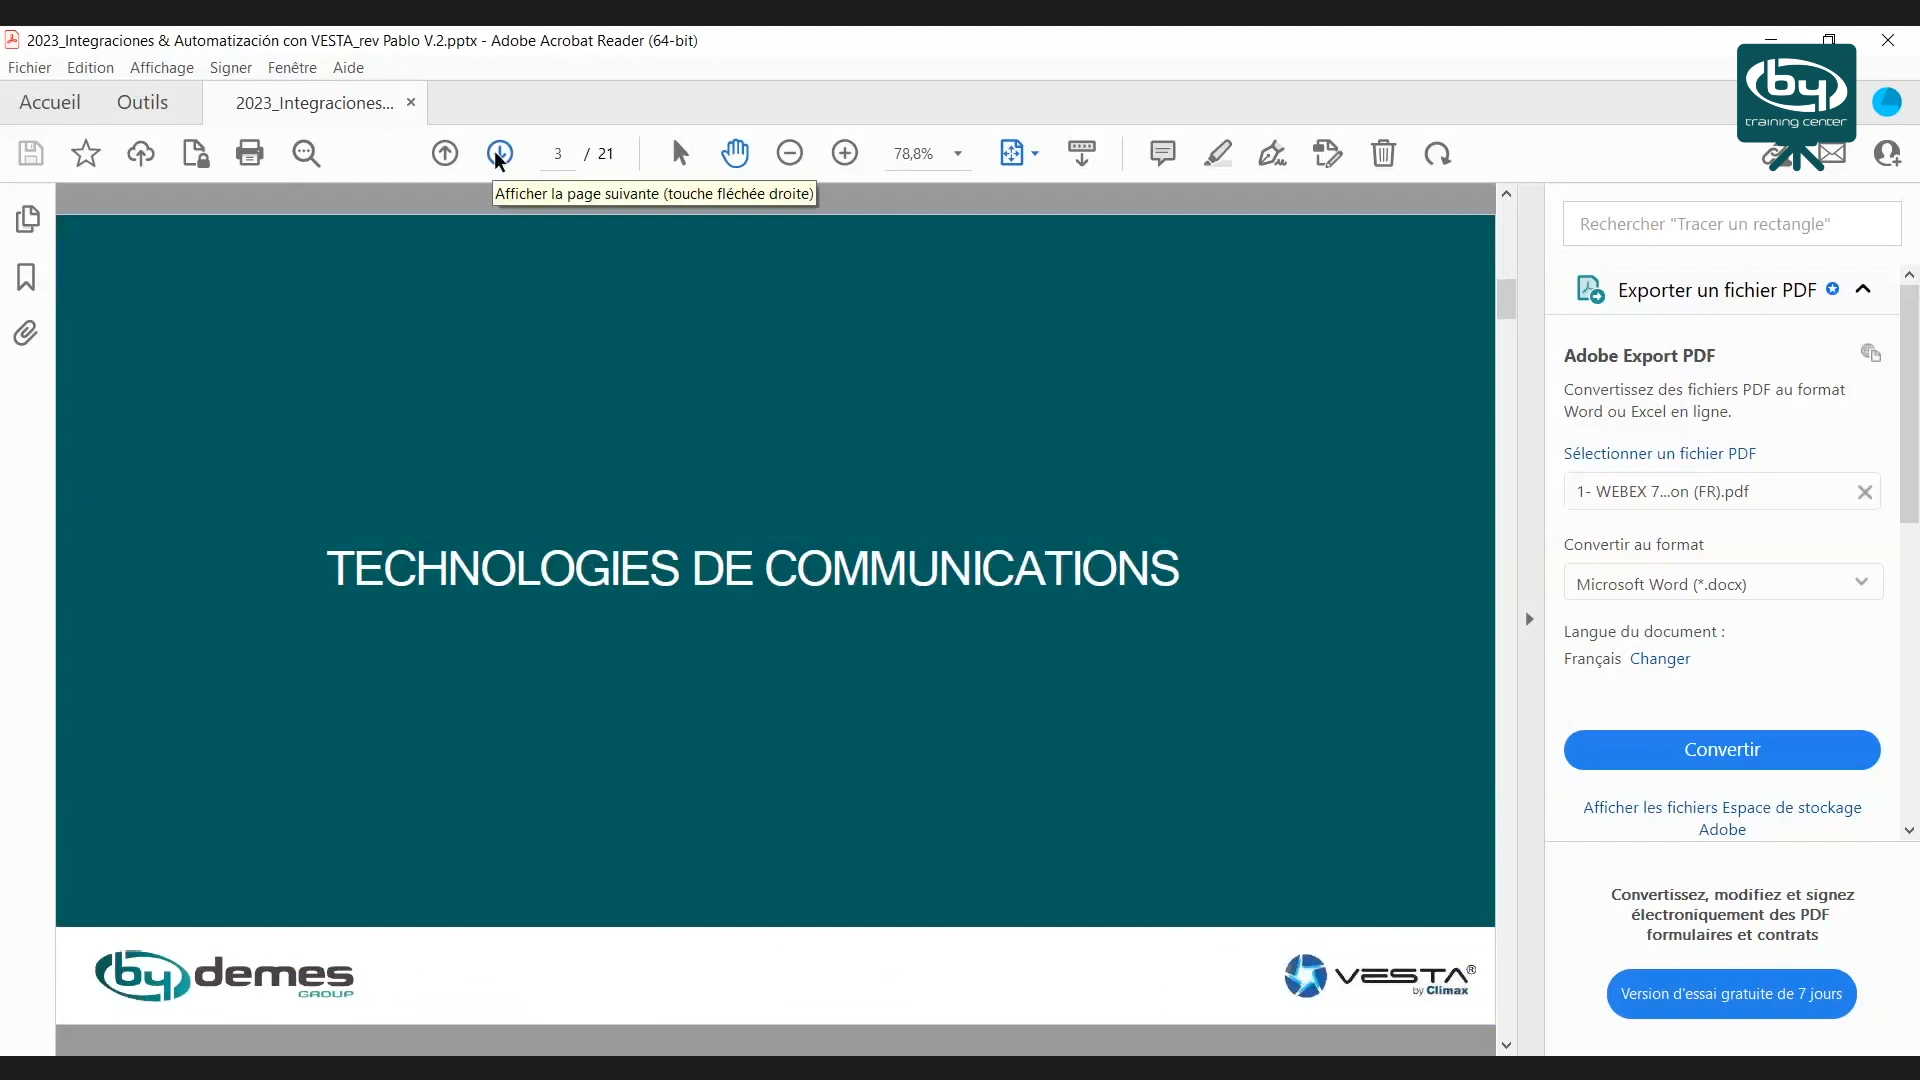 2023_Integraciones & Automatización con VESTA_rev Pablo V.2.pptx - Adobe Acrobat Reader (64-bit)
Fichier Edition Affichage Signer Fenêtre Aide
by
training center
Accueil Outils 2023_Integraciones...
3 / 21 78,8%
Afficher la page suivante (touche fléchée droite)
TECHNOLOGIES DE COMMUNICATIONS
by demes
GROUP
VESTA®
by Climax
Rechercher "Tracer un rectangle"
Exporter un fichier PDF
Adobe Export PDF
Convertissez des fichiers PDF au format
Word ou Excel en ligne.
Sélectionner un fichier PDF
1- WEBEX 7...on (FR).pdf
Convertir au format
Microsoft Word (*.docx)
Langue du document :
Français Changer
Convertir
Afficher les fichiers Espace de stockage
Adobe
Convertissez, modifiez et signez
électroniquement des PDF
formulaires et contrats
Version d'essai gratuite de 7 jours